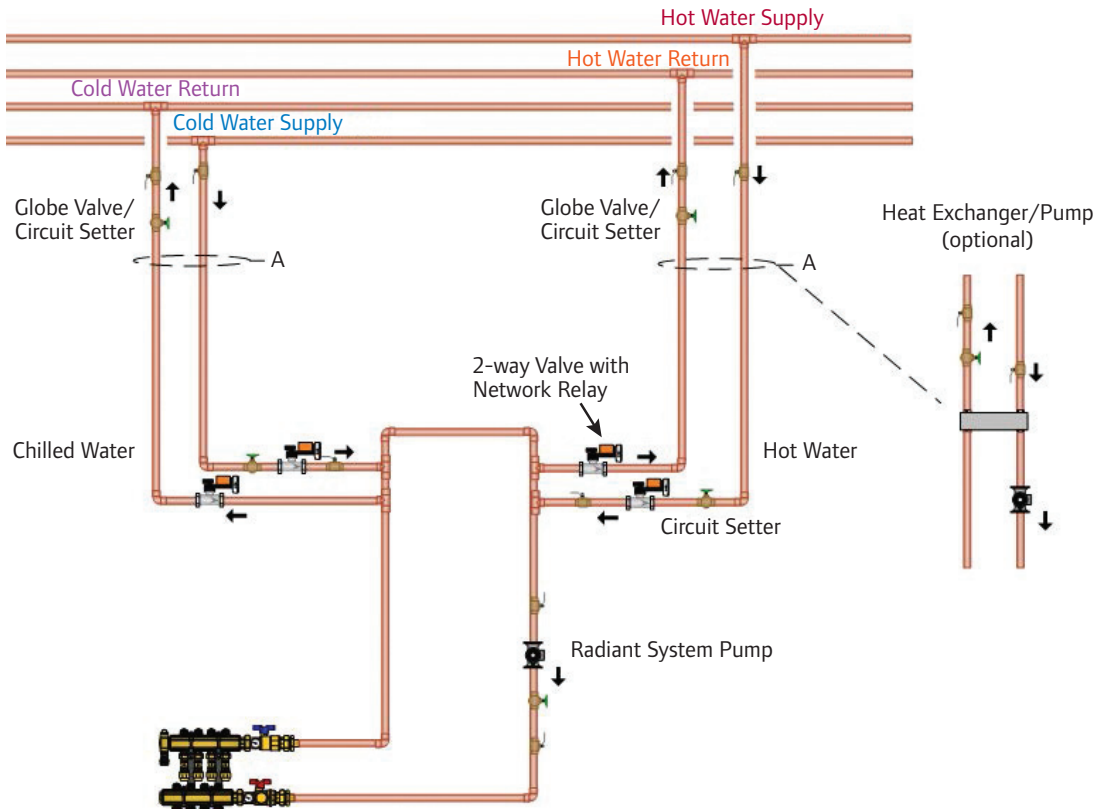 Hot Water Supply
Hot Water Return
Cold Water Return
Cold Water Supply
Globe Valve/
Circuit Setter
A
Globe Valve/
Circuit Setter
A
Heat Exchanger/Pump
(optional)
2-way Valve with
Network Relay
Chilled Water
Hot Water
Circuit Setter
Radiant System Pump